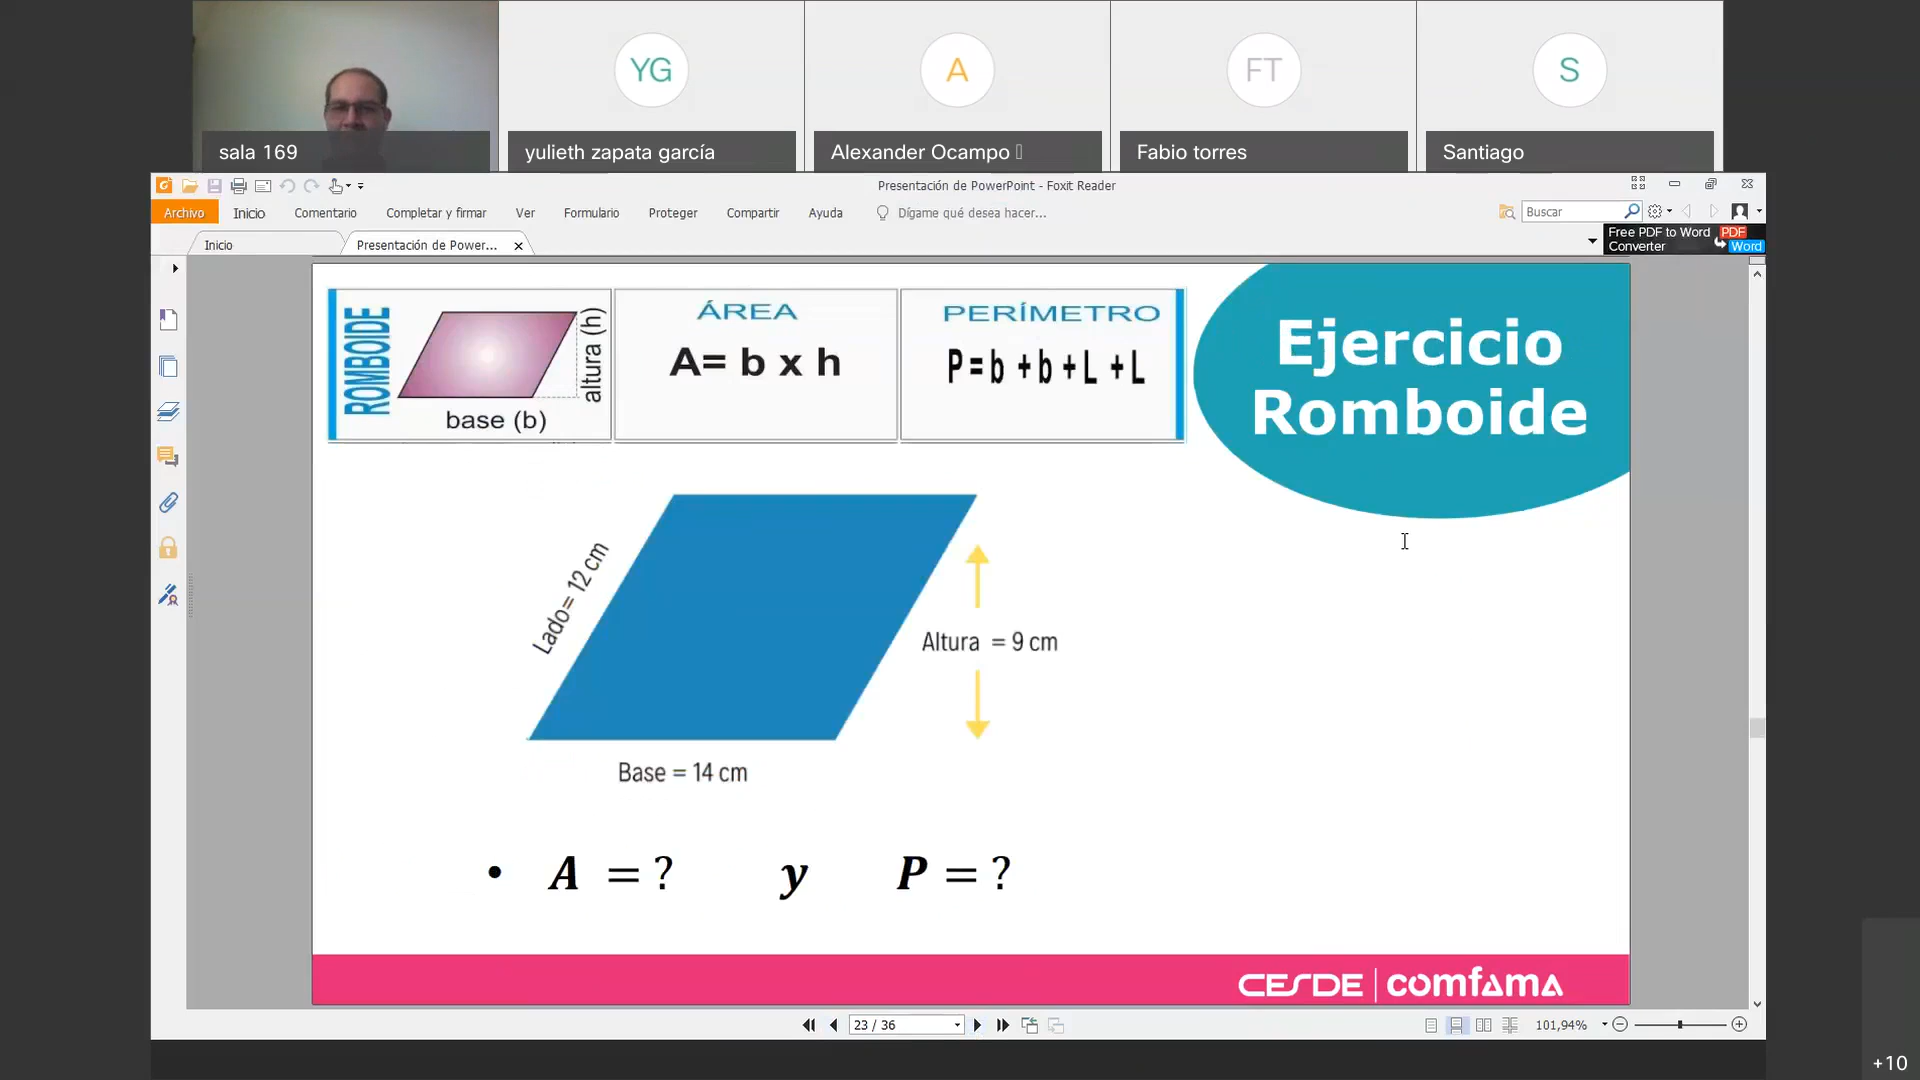 YG
A
FT
S
sala 169
yulieth zapata garcía
Alexander Ocampo
Fabio torres
Santiago
Presentación de PowerPoint - Foxit Reader
Archivo
Inicio
Comentario
Completar y firmar
Ver
Formulario
Proteger
Compartir
Ayuda
Dígame qué desea hacer...
Buscar
Inicio
Presentación de Power...
Free PDF to Word
Converter
PDF
Word
ROMBOIDE
altura (h)
base (b)
ÁREA
A= b x h
PERÍMETRO
P = b + b + L + L
Ejercicio
Romboide
Lado= 12 cm
Altura = 9 cm
Base = 14 cm
• A = ? y P = ?
CESDE | comfama
23 / 36
101,94%
+10